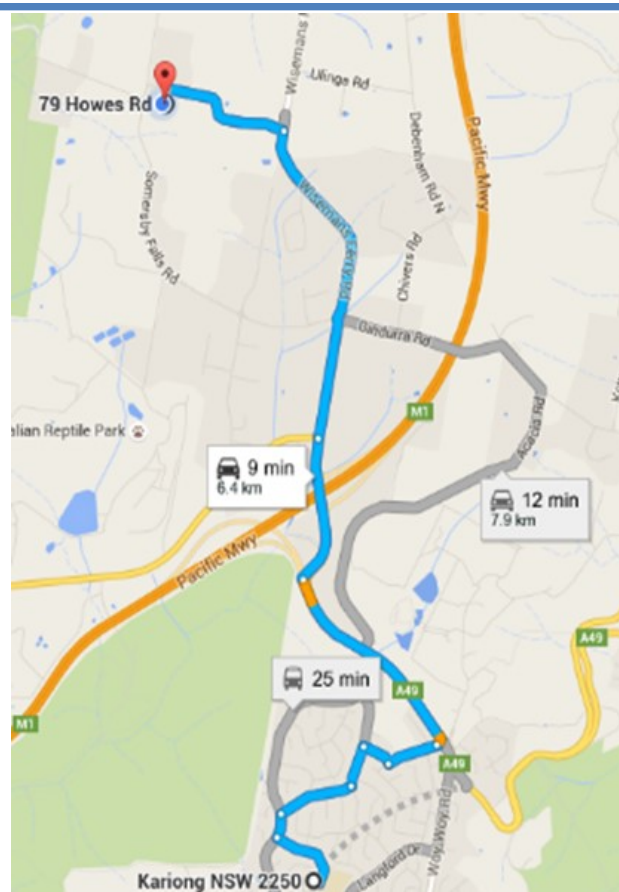 Wisemans F
Ulinga Rd
79 Howes Rd
Debenham Rd N
Pacific Mwy
Somersby Falls Rd
Wisemans Ferry Rd
Chivers Rd
Gindurra Rd
M1
Acacia Rd
alian Reptile Park
9 min
6.4 km
12 min
7.9 km
Pacific Mwy
A49
25 min
A49
M1
A49
Woy Woy Rd
Langford Dr
Kariong NSW 2250